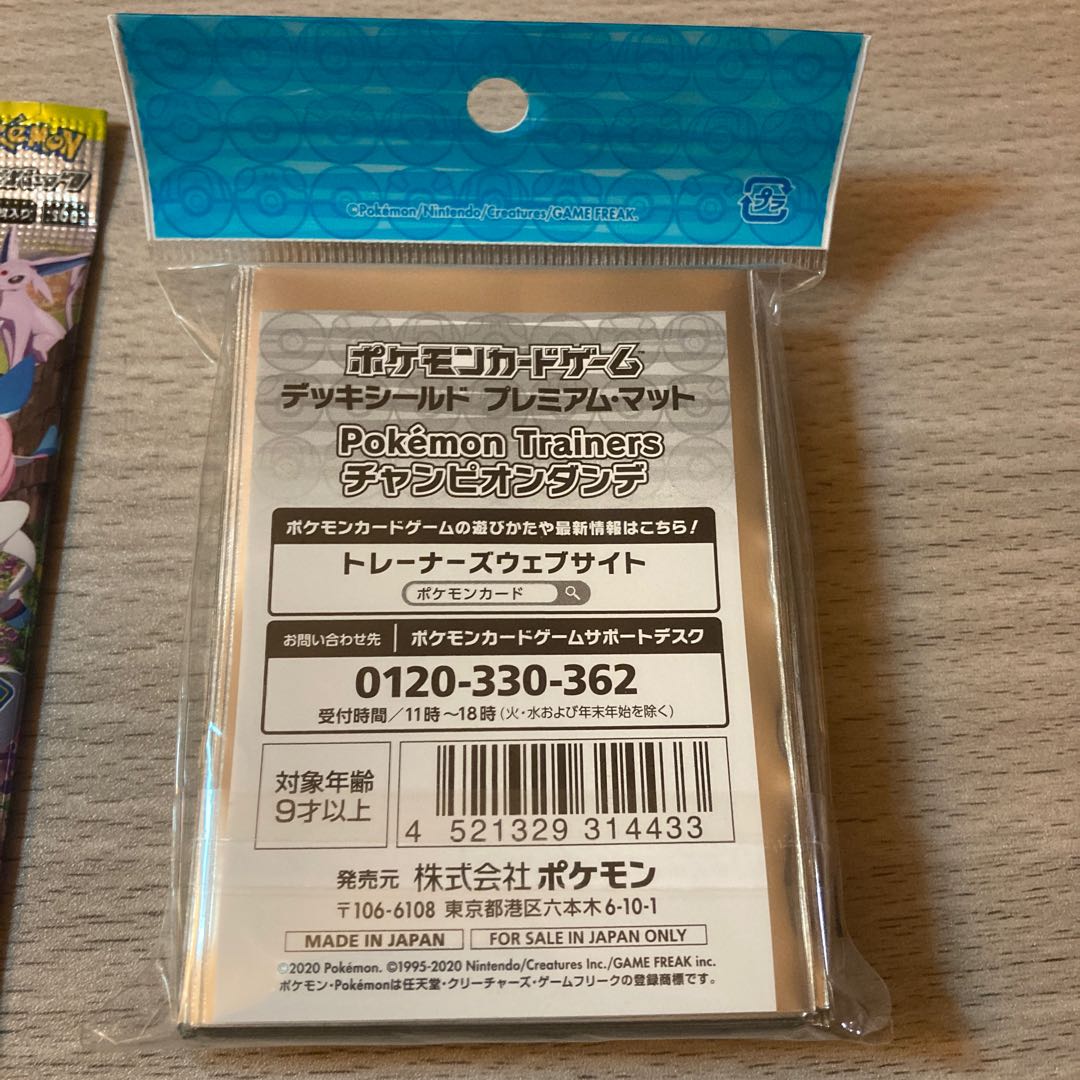 ©Pokémon/Nintendo/Creatures/GAME FREAK.
プラ
ポケモンカードゲーム™
デッキシールド プレミアム・マット
Pokémon Trainers
チャンピオンダンデ
ポケモンカードゲームの遊びかたや最新情報はこちら!
トレーナーズウェブサイト
ポケモンカード
お問い合わせ先 ポケモンカードゲームサポートデスク
0120-330-362
受付時間/11時~18時(火・水および年末年始を除く)
対象年齢
9才以上
4 521329 314433
発売元 株式会社 ポケモン
〒106-6108 東京都港区六本木6-10-1
MADE IN JAPAN FOR SALE IN JAPAN ONLY
©2020 Pokémon. ©1995-2020 Nintendo/Creatures Inc./GAME FREAK inc.
ポケモン・Pokémonは任天堂・クリーチャーズ・ゲームフリークの登録商標です。